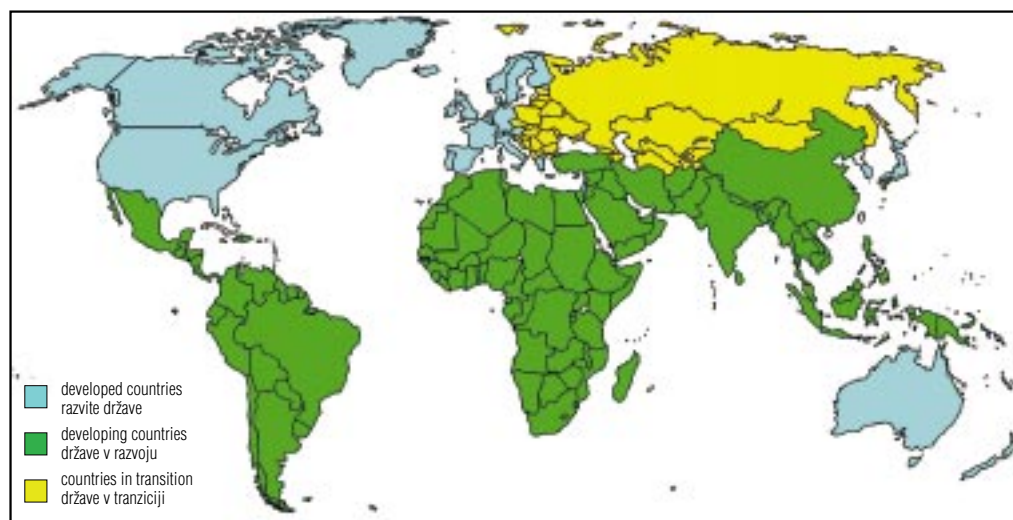 developed countries
razvite države
developing countries
države v razvoju
countries in transition
države v tranziciji